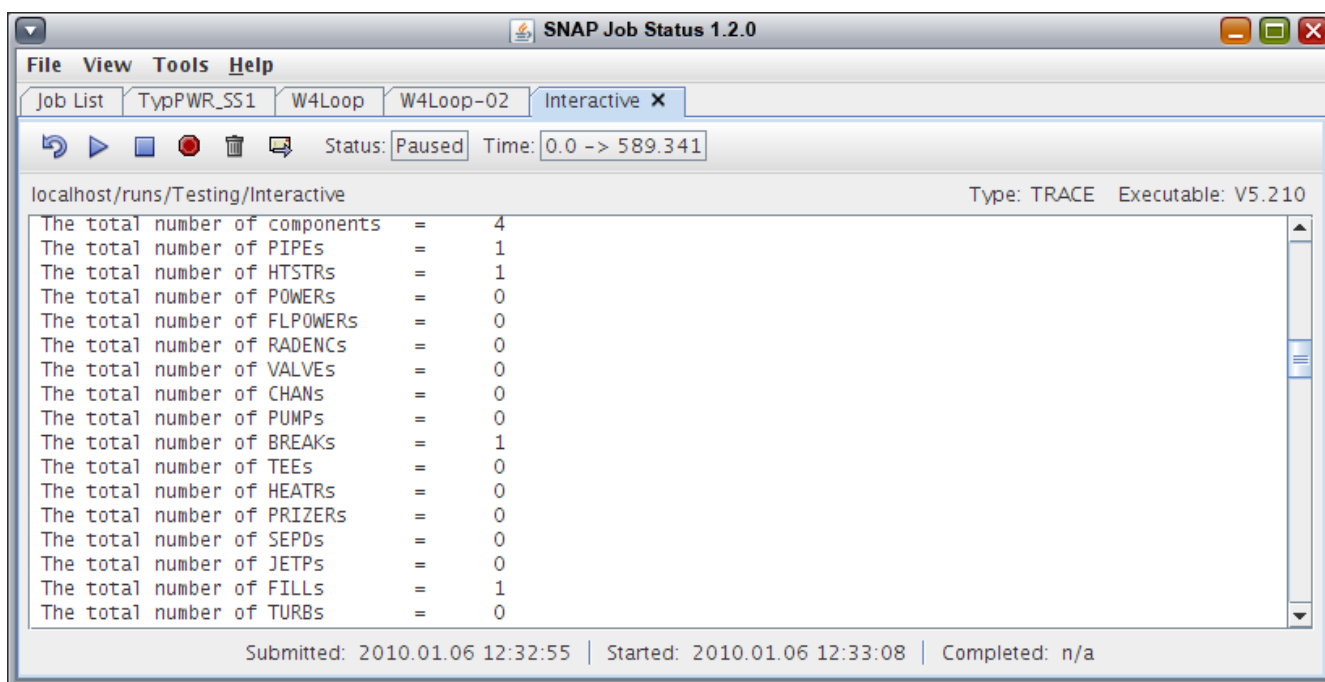 SNAP Job Status 1.2.0
File View Tools Help
Job List TypPWR_SS1 W4Loop W4Loop-02 Interactive
Status: Paused Time: 0.0 -> 589.341
localhost/runs/Testing/Interactive Type: TRACE Executable: V5.210
The total number of components = 4
The total number of PIPEs = 1
The total number of HTSTRs = 1
The total number of POWERs = 0
The total number of FLPOWERs = 0
The total number of RADENCs = 0
The total number of VALVEs = 0
The total number of CHANs = 0
The total number of PUMPs = 0
The total number of BREAKs = 1
The total number of TEEs = 0
The total number of HEATRs = 0
The total number of PRIZERs = 0
The total number of SEPDs = 0
The total number of JETPs = 0
The total number of FILLs = 1
The total number of TURBs = 0
Submitted: 2010.01.06 12:32:55 | Started: 2010.01.06 12:33:08 | Completed: n/a